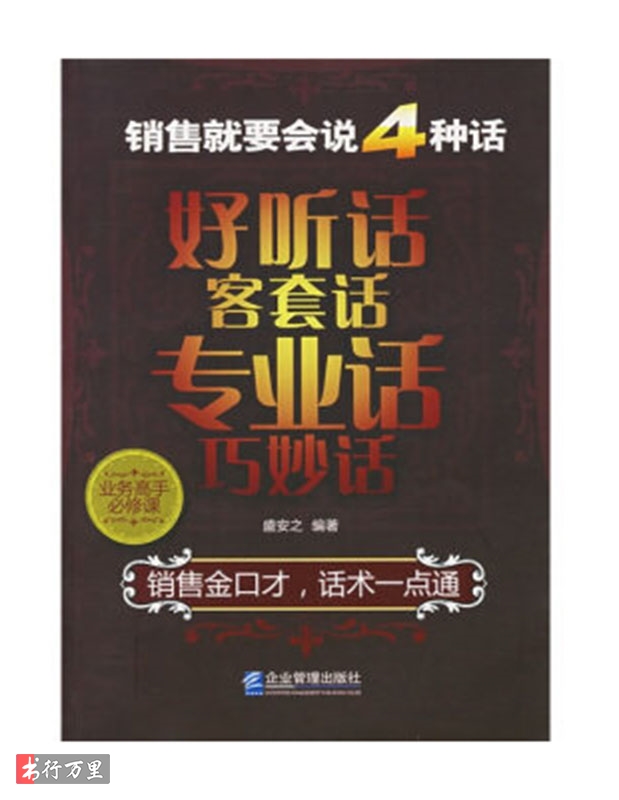 销售就要会说4种话
好听话
客套话
专业话
巧妙话
业务高手
必修课
盛安之 编著
销售金口才，话术一点通
企业管理出版社
书行万里